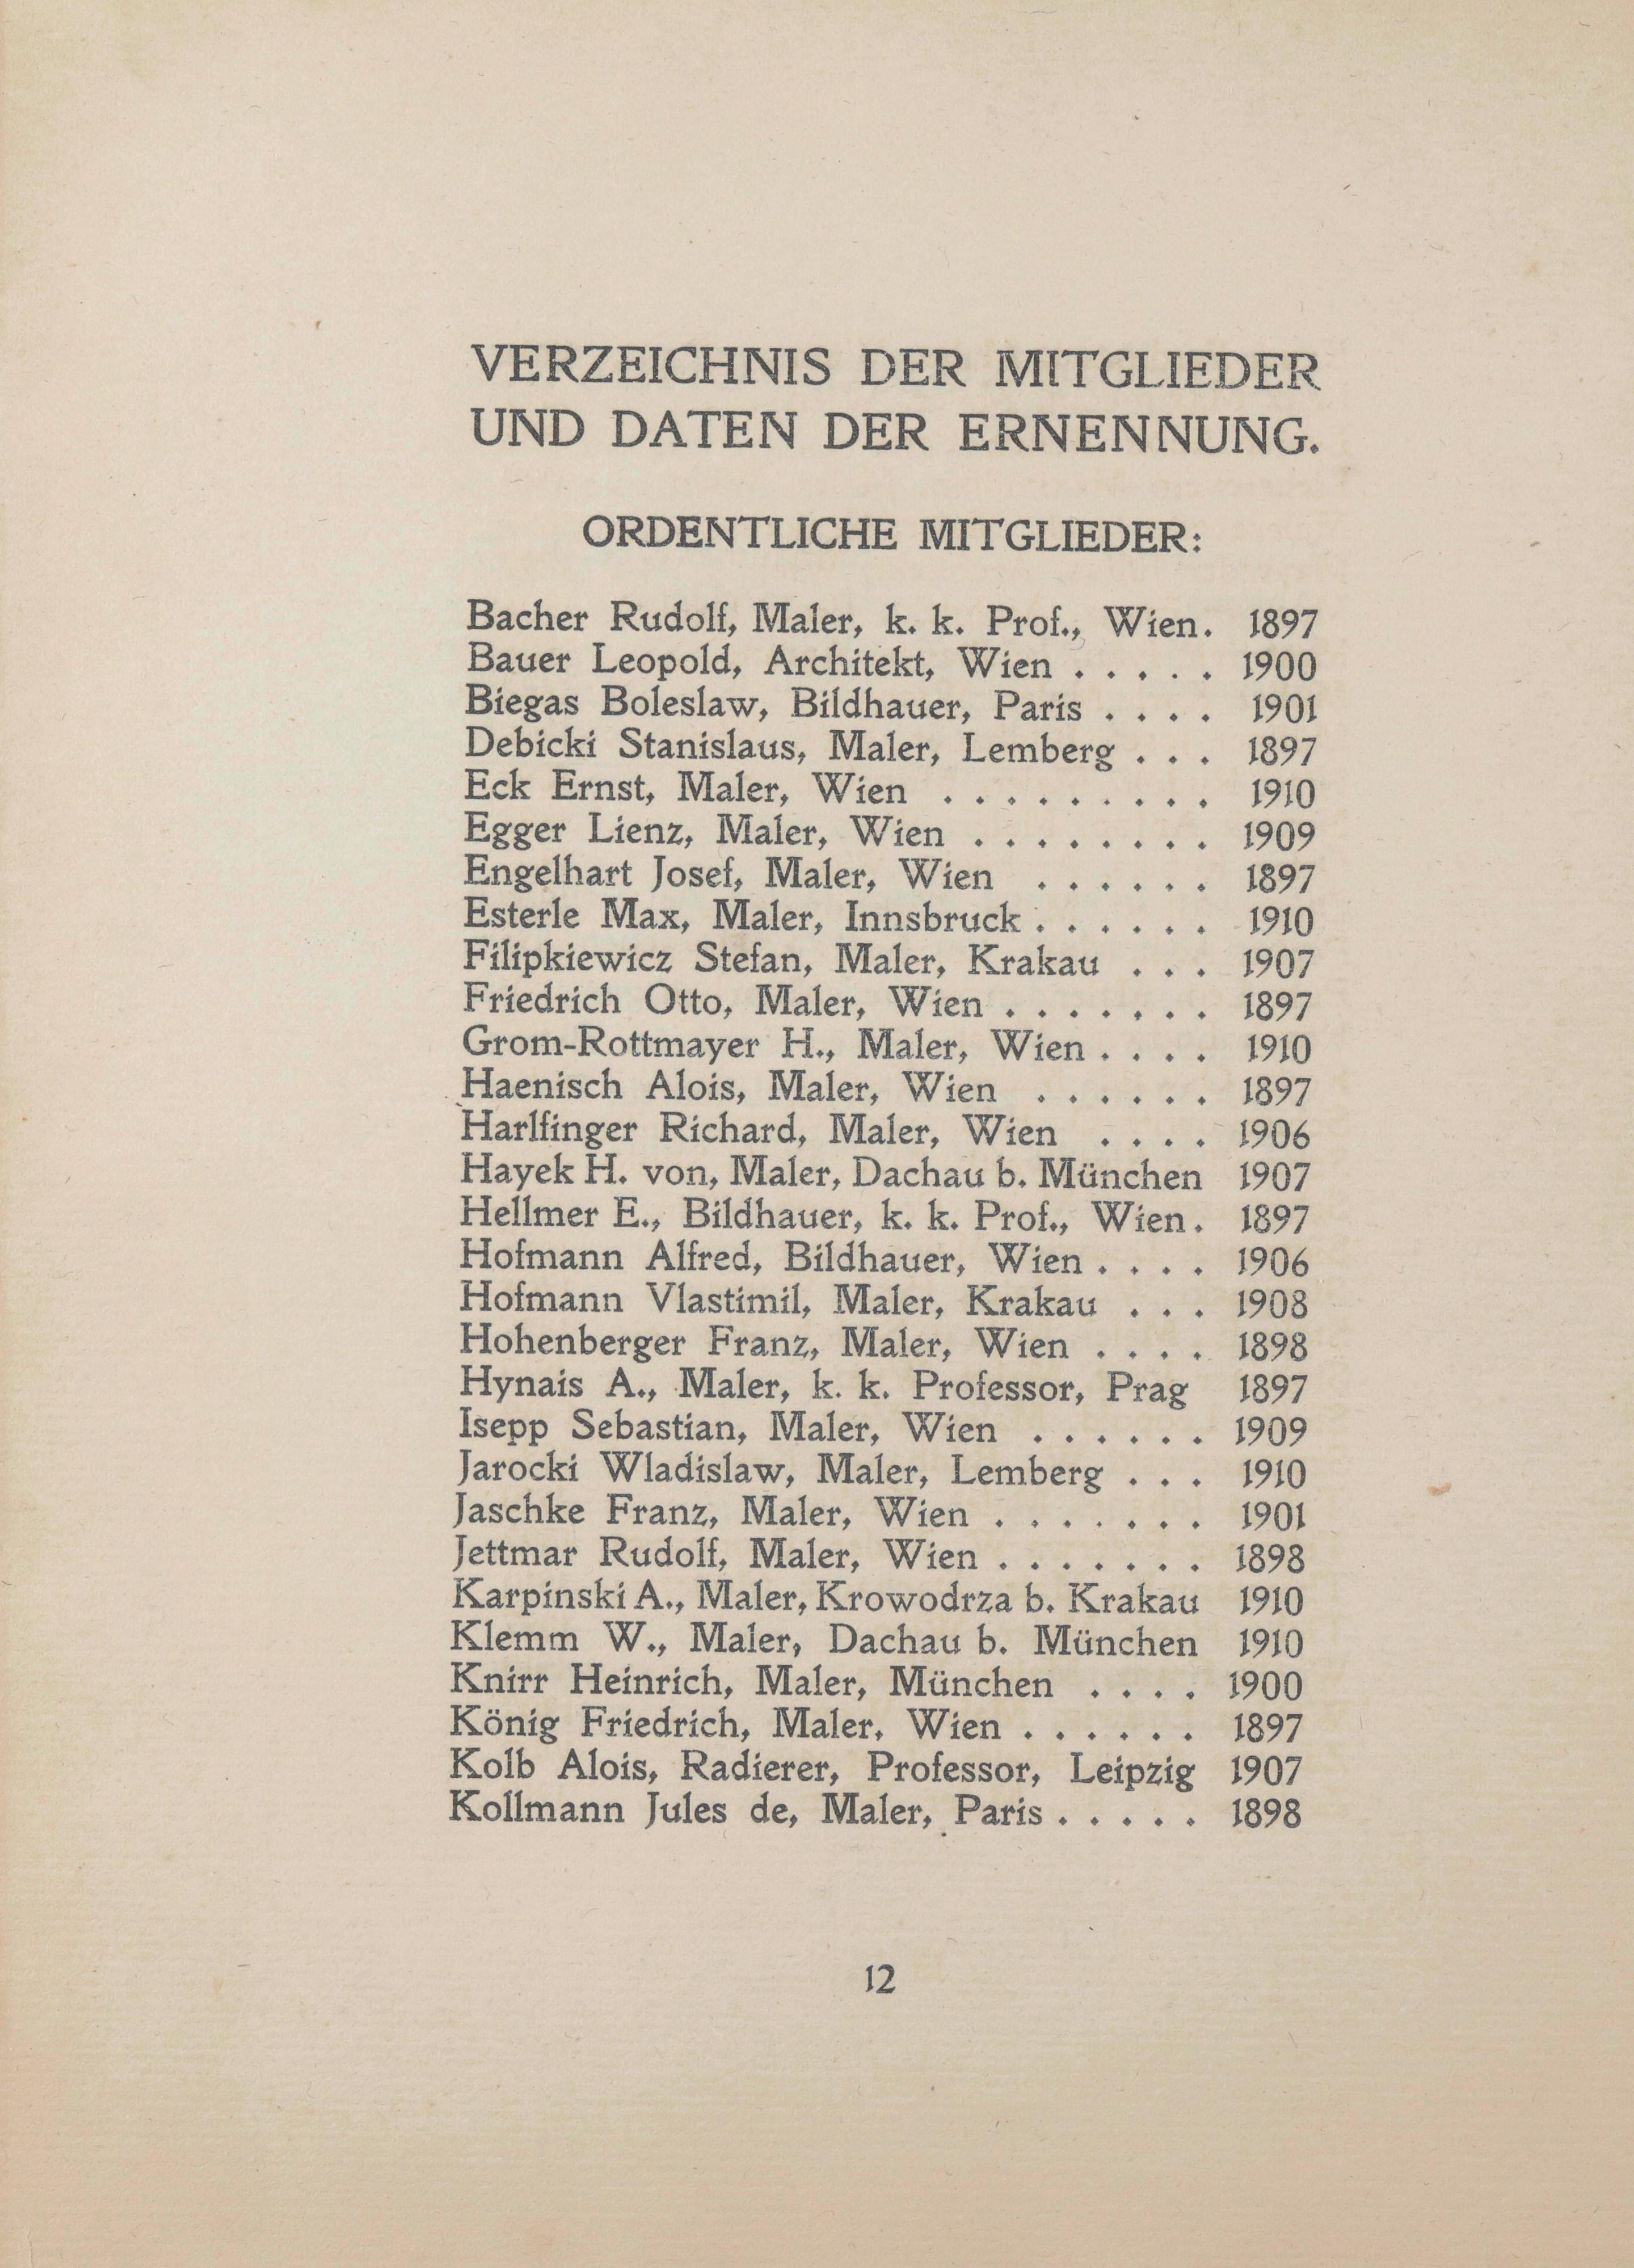 VERZEICHNIS DER MITGLIEDER
UND DATEN DER ERNENNUNG.
ORDENTLICHE MITGLIEDER:
Bacher Rudolf, Maler, k. k. Prof., Wien. 1897
Bauer Leopold, Architekt, Wien . . . . . 1900
Biegas Boleslaw, Bildhauer, Paris . . . . 1901
Debicki Stanislaus, Maler, Lemberg . . . 1897
Eck Ernst, Maler, Wien . . . . . . . . . 1910
Egger Lienz, Maler, Wien . . . . . . . . 1909
Engelhart Josef, Maler, Wien . . . . . . 1897
Esterle Max, Maler, Innsbruck . . . . . . 1910
Filipkiewicz Stefan, Maler, Krakau . . . 1907
Friedrich Otto, Maler, Wien . . . . . . . 1897
Grom-Rottmayer H., Maler, Wien . . . . 1910
Haenisch Alois, Maler, Wien . . . . . . 1897
Harlfinger Richard, Maler, Wien . . . . 1906
Hayek H. von, Maler, Dachau b. München 1907
Hellmer E., Bildhauer, k. k. Prof., Wien. 1897
Hofmann Alfred, Bildhauer, Wien . . . . 1906
Hofmann Vlastimil, Maler, Krakau . . . 1908
Hohenberger Franz, Maler, Wien . . . . 1898
Hynais A., Maler, k. k. Professor, Prag 1897
Isepp Sebastian, Maler, Wien . . . . . . 1909
Jarocki Wladislaw, Maler, Lemberg . . . 1910
Jaschke Franz, Maler, Wien . . . . . . . 1901
Jettmar Rudolf, Maler, Wien . . . . . . . 1898
Karpinski A., Maler, Krowodrza b. Krakau 1910
Klemm W., Maler, Dachau b. München 1910
Knirr Heinrich, Maler, München . . . . 1900
König Friedrich, Maler, Wien . . . . . . 1897
Kolb Alois, Radierer, Professor, Leipzig 1907
Kollmann Jules de, Maler, Paris . . . . . 1898
12